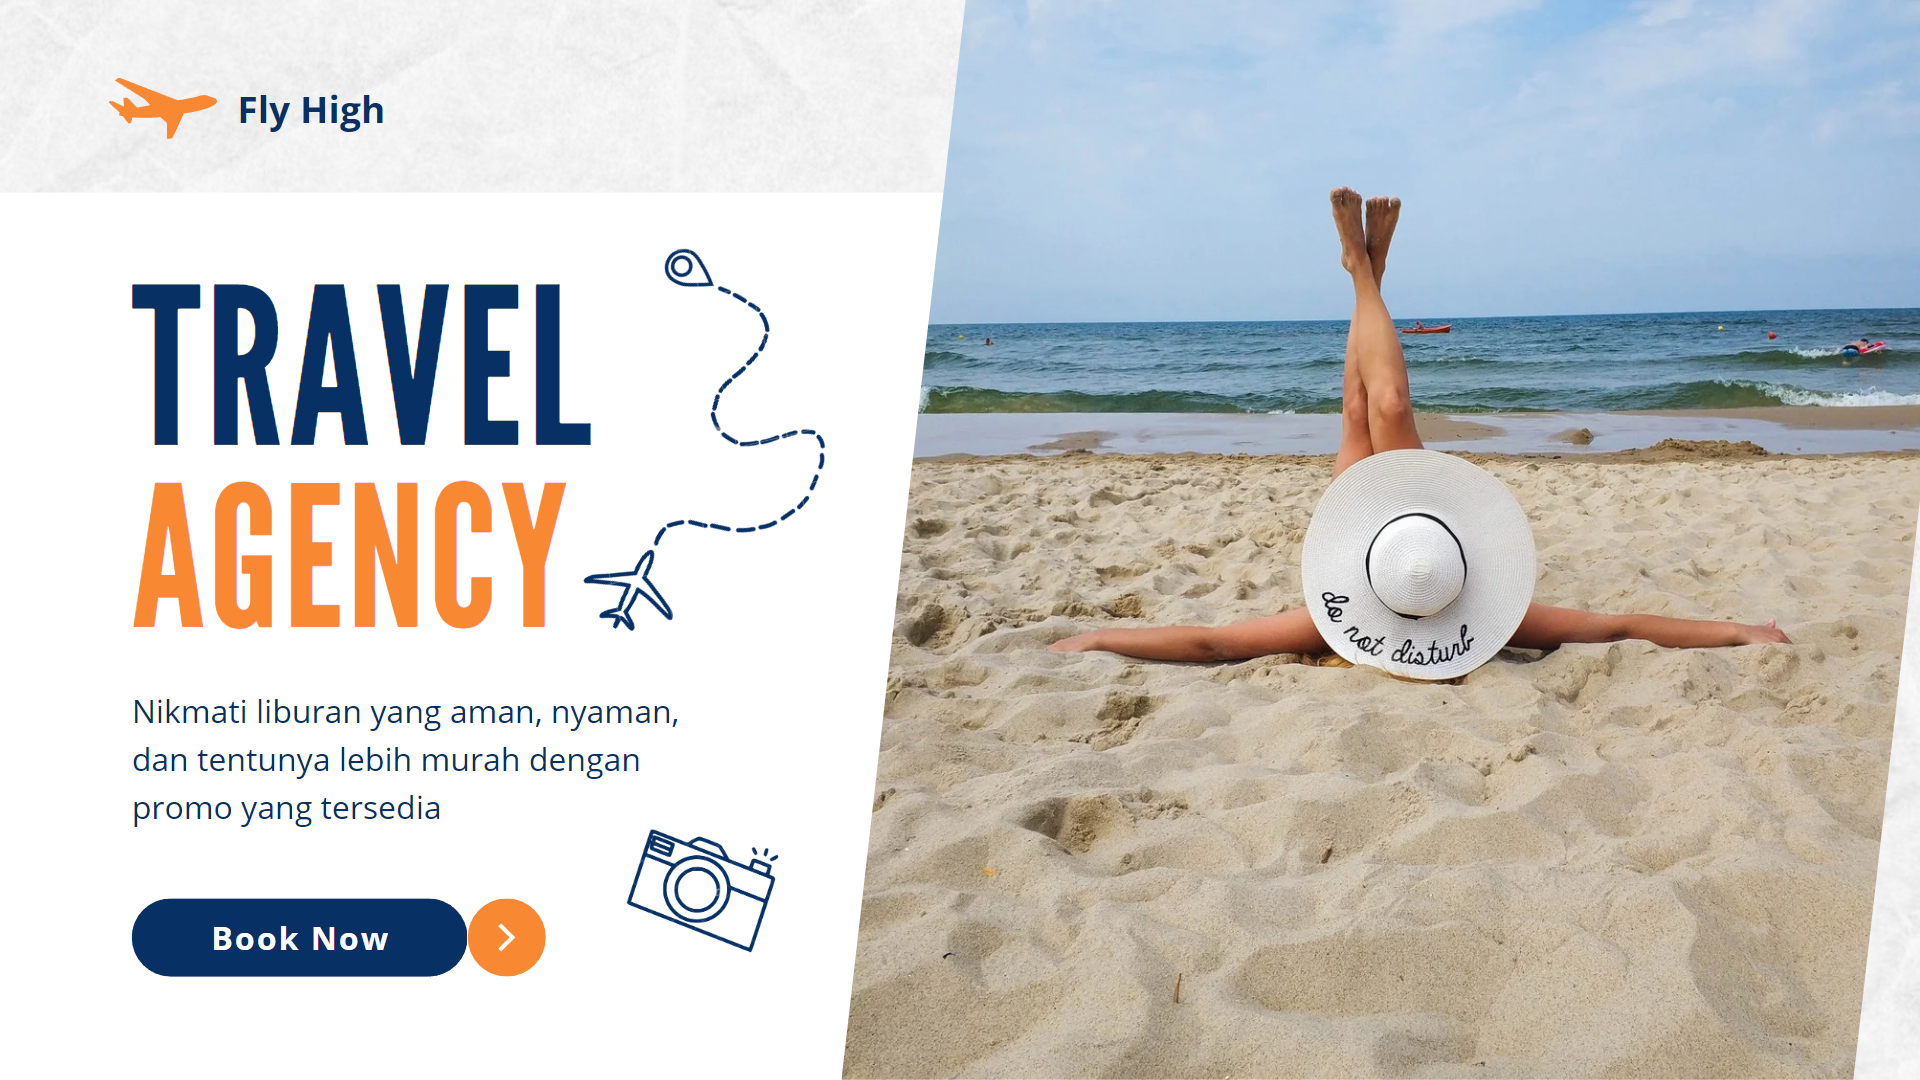 Fly High
TRAVEL
AGENCY
Nikmati liburan yang aman, nyaman,
dan tentunya lebih murah dengan
promo yang tersedia
Book Now
do not disturb